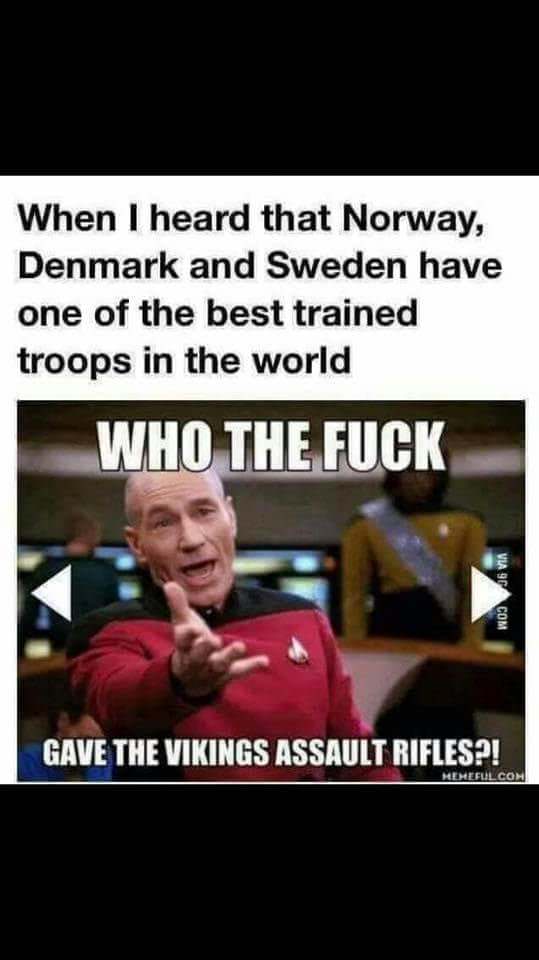 When I heard that Norway,
Denmark and Sweden have
one of the best trained
troops in the world
WHO THE FUCK
GAVE THE VIKINGS ASSAULT RIFLES?!
MEMEFUL.COM
VIA 9G
.COM